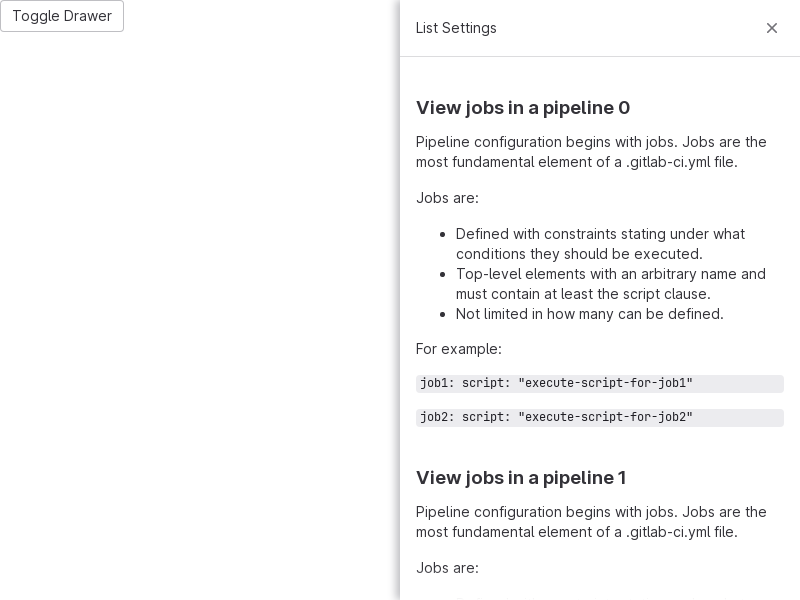 Toggle Drawer
List Settings
View jobs in a pipeline 0
Pipeline configuration begins with jobs. Jobs are the
most fundamental element of a .gitlab-ci.yml file.
Jobs are:
Defined with constraints stating under what
conditions they should be executed.
Top-level elements with an arbitrary name and
must contain at least the script clause.
Not limited in how many can be defined.
For example:
job1: script: "execute-script-for-job1"
job2: script: "execute-script-for-job2"
View jobs in a pipeline 1
Pipeline configuration begins with jobs. Jobs are the
most fundamental element of a .gitlab-ci.yml file.
Jobs are: